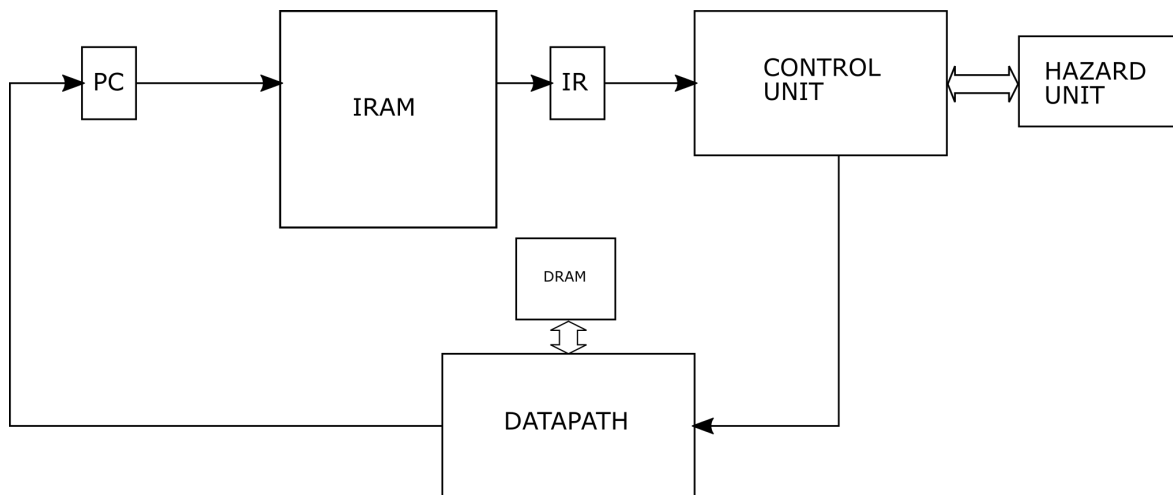 PC
IRAM
IR
CONTROL
UNIT
HAZARD
UNIT
DRAM
DATAPATH